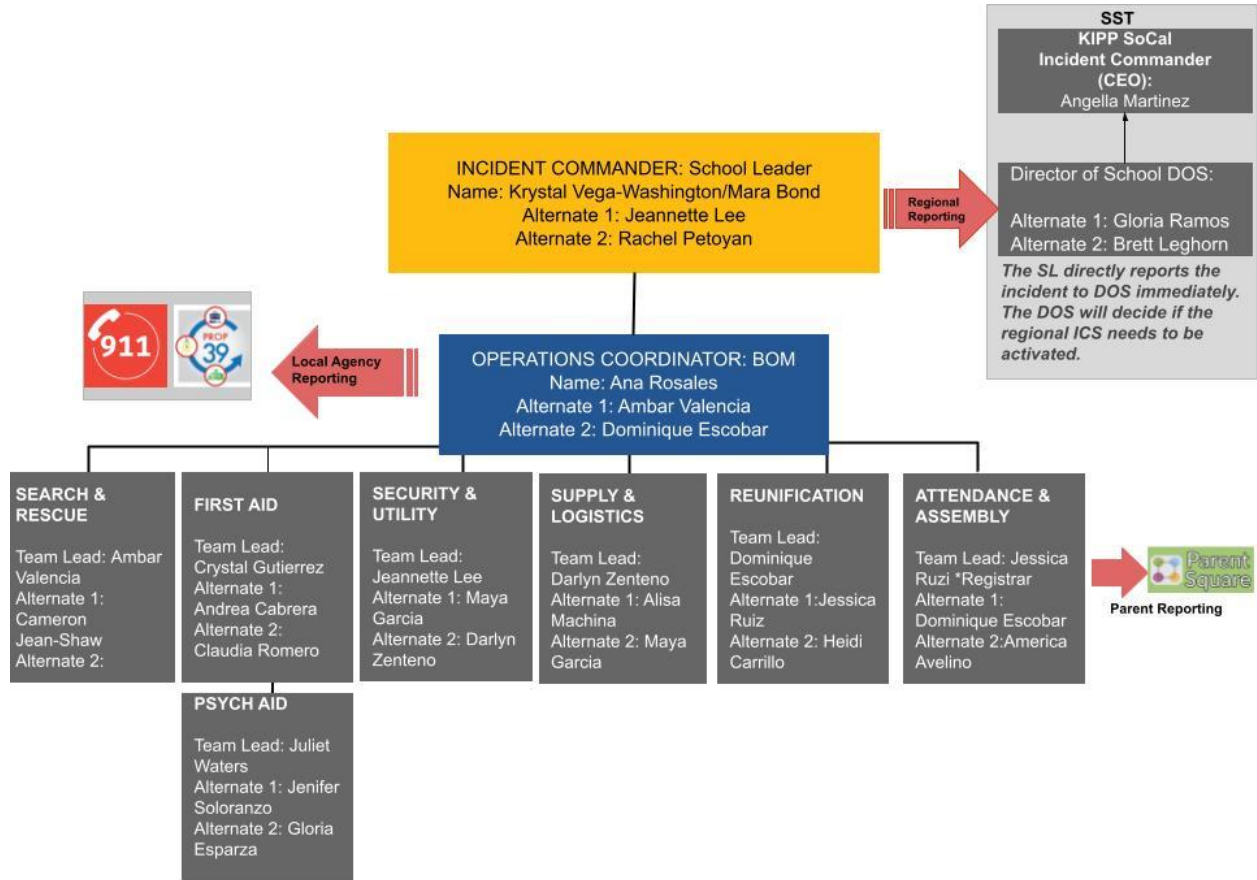 SST
KIPP SoCal
Incident Commander
(CEO):
Angella Martinez
INCIDENT COMMANDER: School Leader
Name: Krystal Vega-Washington/Mara Bond
Alternate 1: Jeannette Lee
Alternate 2: Rachel Petoyan
Regional
Reporting
Director of School DOS:
Alternate 1: Gloria Ramos
Alternate 2: Brett Leghorn
The SL directly reports the
incident to DOS immediately.
The DOS will decide if the
regional ICS needs to be
activated.
911
PROP
39
Local Agency
Reporting
OPERATIONS COORDINATOR: BOM
Name: Ana Rosales
Alternate 1: Ambar Valencia
Alternate 2: Dominique Escobar
SEARCH &
RESCUE
Team Lead: Ambar
Valencia
Alternate 1:
Cameron
Jean-Shaw
Alternate 2:
FIRST AID
Team Lead:
Crystal Gutierrez
Alternate 1:
Andrea Cabrera
Alternate 2:
Claudia Romero
SECURITY &
UTILITY
Team Lead:
Jeannette Lee
Alternate 1: Maya
Garcia
Alternate 2: Darlyn
Zenteno
SUPPLY &
LOGISTICS
Team Lead:
Darlyn Zenteno
Alternate 1: Alisa
Machina
Alternate 2: Maya
Garcia
REUNIFICATION
Team Lead:
Dominique
Escobar
Alternate 1:Jessica
Ruiz
Alternate 2: Heidi
Carrillo
ATTENDANCE &
ASSEMBLY
Team Lead: Jessica
Ruzi *Registrar
Alternate 1:
Dominique Escobar
Alternate 2:America
Avelino
Parent
Square
Parent Reporting
PSYCH AID
Team Lead: Juliet
Waters
Alternate 1: Jenifer
Soloranzo
Alternate 2: Gloria
Esparza